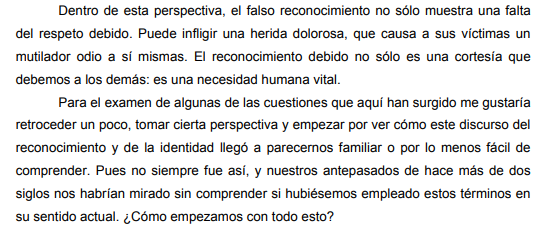 Dentro de esta perspectiva, el falso reconocimiento no sólo muestra una falta
del respeto debido. Puede infligir una herida dolorosa, que causa a sus víctimas un
mutilador odio a sí mismas. El reconocimiento debido no sólo es una cortesía que
debemos a los demás: es una necesidad humana vital.
Para el examen de algunas de las cuestiones que aquí han surgido me gustaría
retroceder un poco, tomar cierta perspectiva y empezar por ver cómo este discurso del
reconocimiento y de la identidad llegó a parecernos familiar o por lo menos fácil de
comprender. Pues no siempre fue así, y nuestros antepasados de hace más de dos
siglos nos habrían mirado sin comprender si hubiésemos empleado estos términos en
su sentido actual. ¿Cómo empezamos con todo esto?